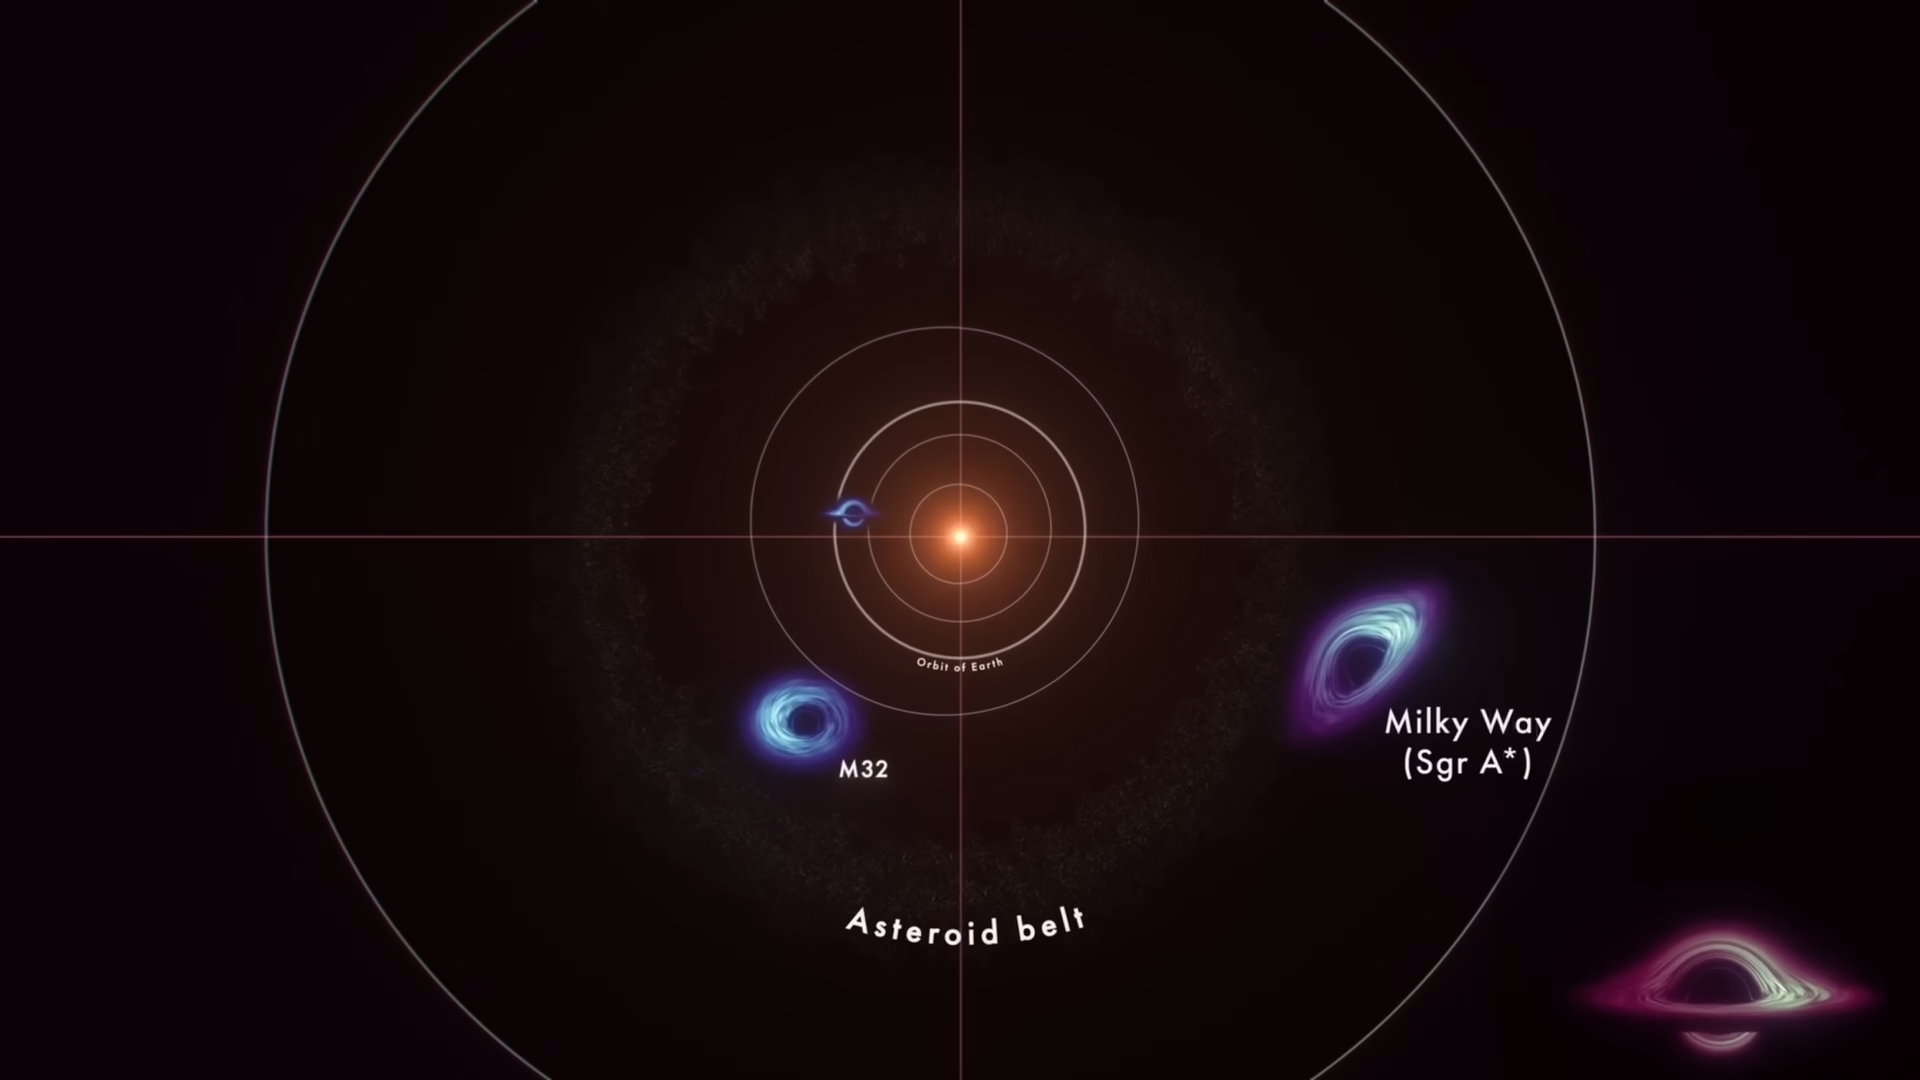 Orbit of Earth
M32
Milky Way
(Sgr A*)
Asteroid belt